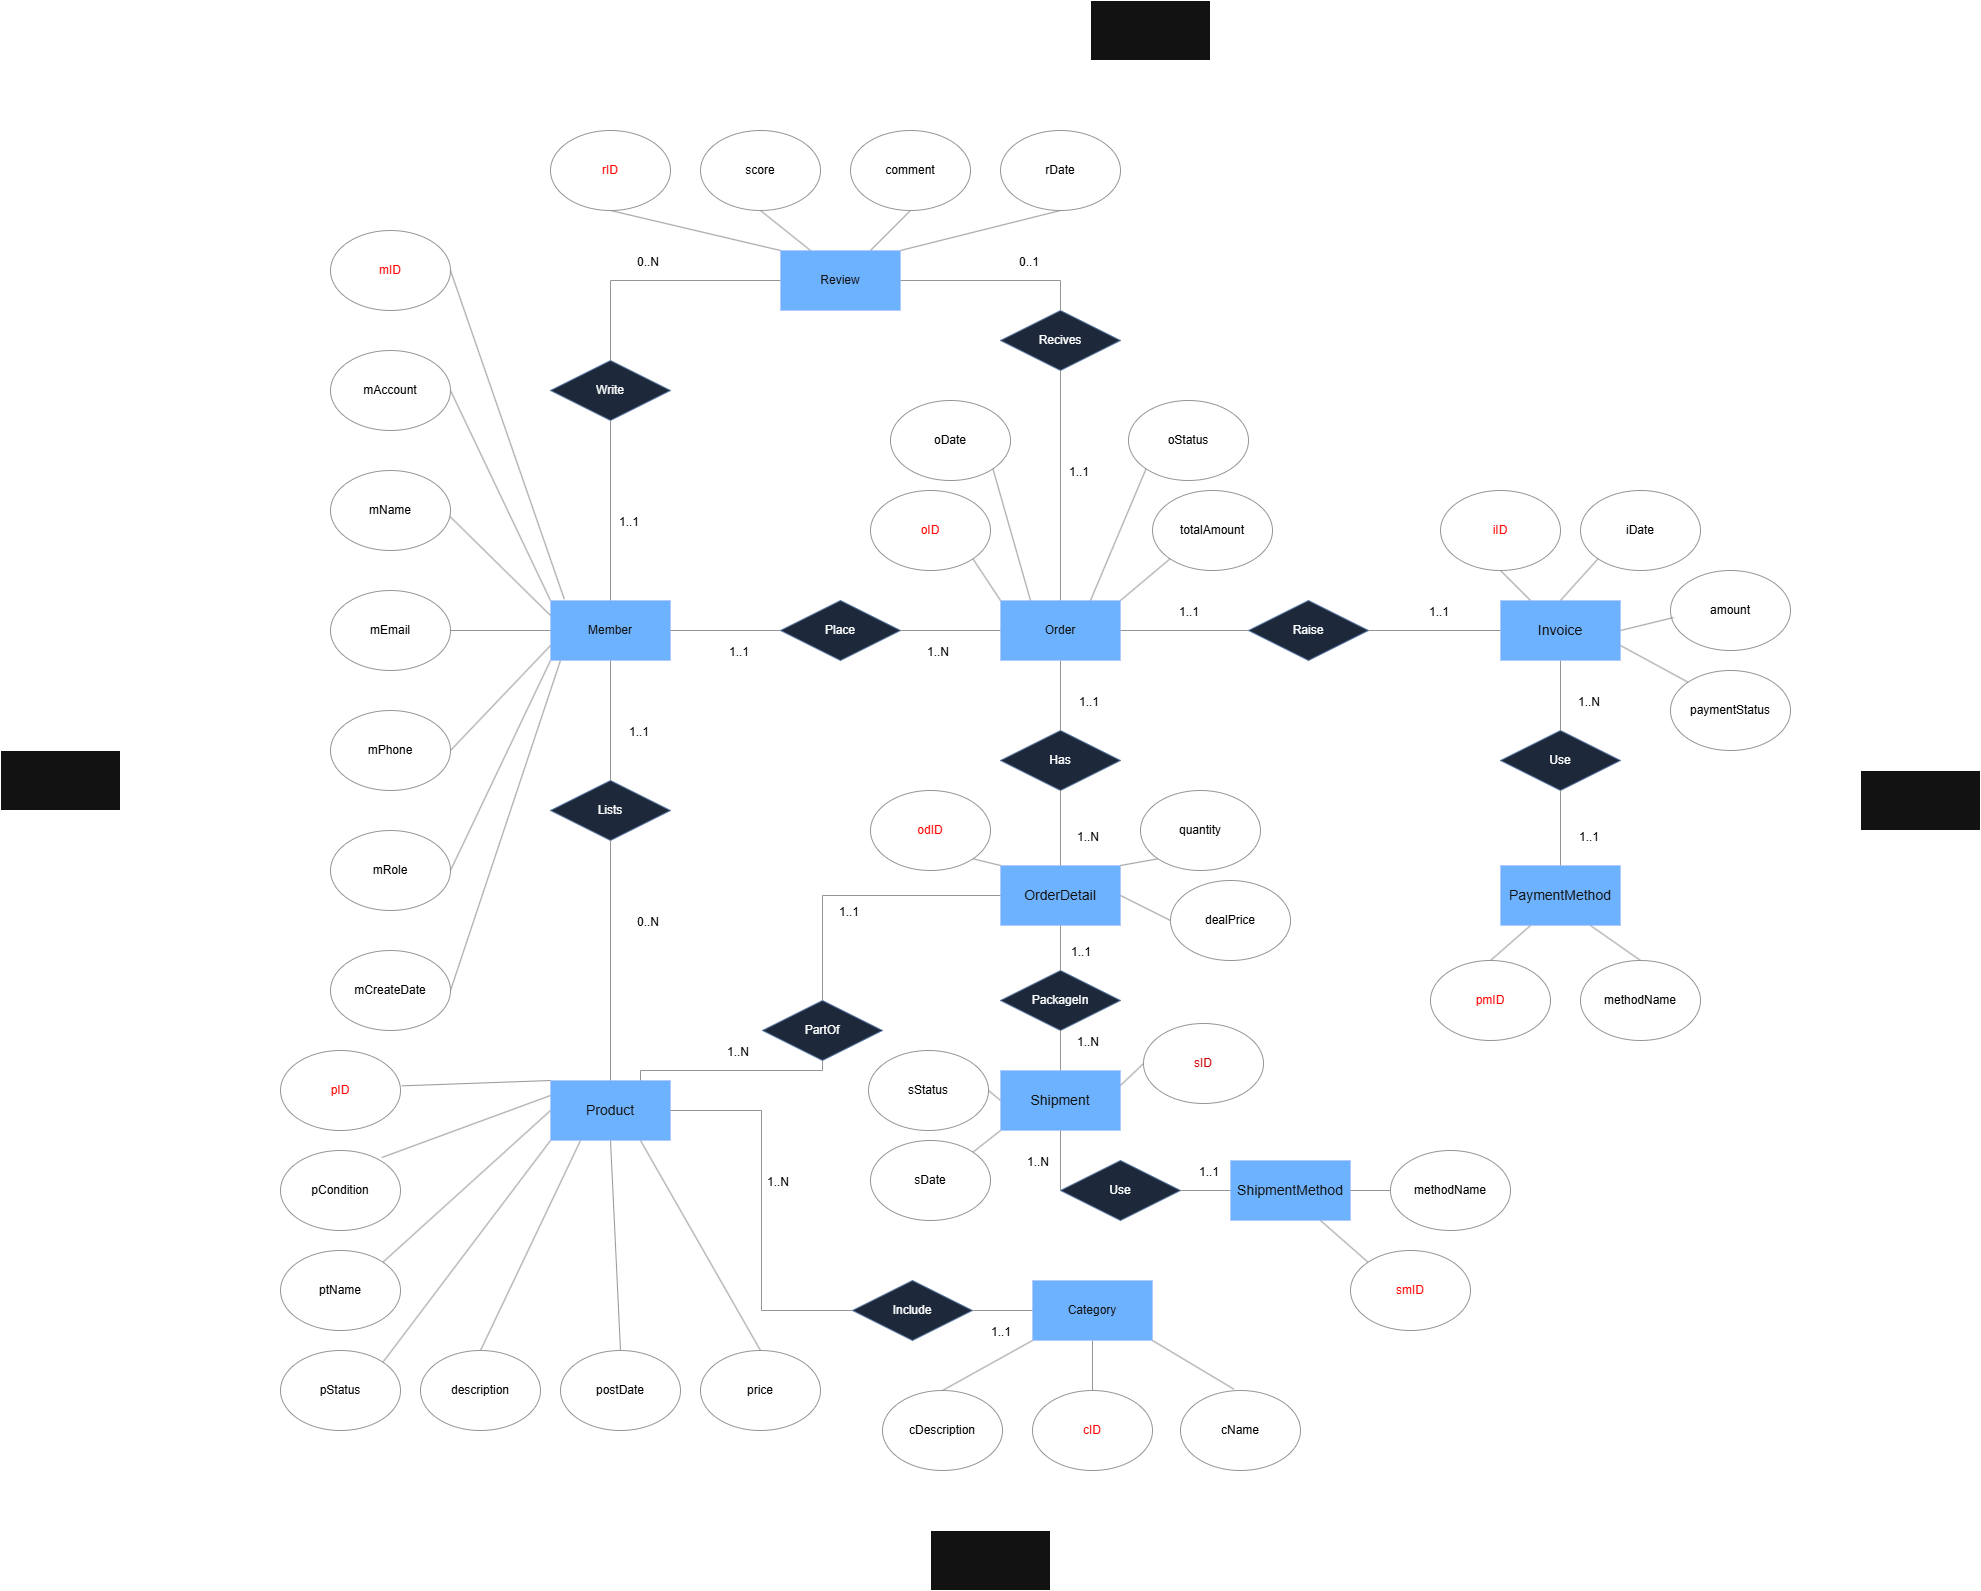 rID
score
comment
rDate
0..N
Review
0..1
mID
Recives
mAccount
Write
oDate
oStatus
1..1
mName
1..1
oID
totalAmount
iID
iDate
amount
mEmail
Member
Place
Order
1..1
Raise
1..1
Invoice
1..1
1..N
paymentStatus
mPhone
1..1
1..1
1..N
Has
Use
Lists
odID
1..N
quantity
1..1
mRole
OrderDetail
PaymentMethod
0..N
1..1
dealPrice
1..1
mCreateDate
PackageIn
pmID
methodName
PartOf
1..N
1..N
sID
pID
sStatus
Shipment
Product
1..N
1..N
1..1
pCondition
sDate
Use
ShipmentMethod
methodName
ptName
Include
Category
smID
1..1
pStatus
description
postDate
price
cDescription
cID
cName